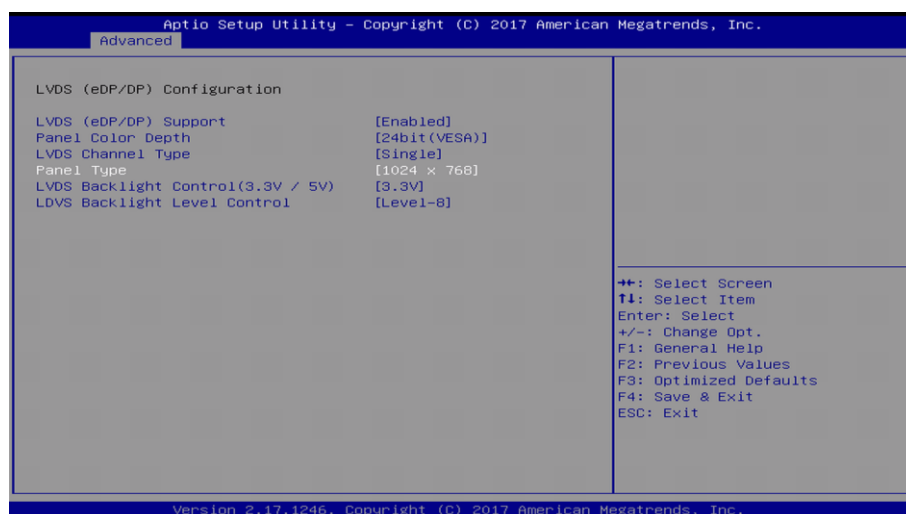 Aptio Setup Utility – Copyright (C) 2017 American Megatrends, Inc.
Advanced
LVDS (eDP/DP) Configuration
LVDS (eDP/DP) Support [Enabled]
Panel Color Depth [24bit(VESA)]
LVDS Channel Type [Single]
Panel Type [1024 x 768]
LVDS Backlight Control(3.3V / 5V) [3.3V]
LDVS Backlight Level Control [Level-8]
→←: Select Screen
↑↓: Select Item
Enter: Select
+/-: Change Opt.
F1: General Help
F2: Previous Values
F3: Optimized Defaults
F4: Save & Exit
ESC: Exit
Version 2.17.1246. Copyright (C) 2017 American Megatrends, Inc.